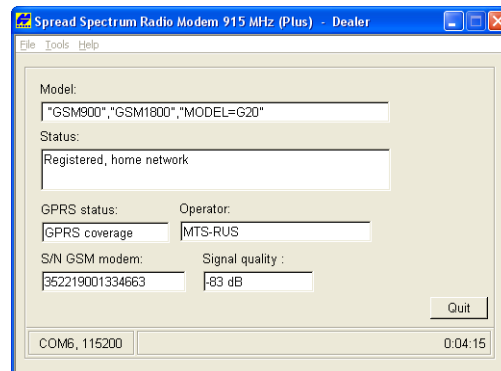 Spread Spectrum Radio Modem 915 MHz (Plus) - Dealer
File Tools Help
Model:
"GSM900","GSM1800","MODEL=G20"
Status:
Registered, home network
GPRS status: Operator:
GPRS coverage MTS-RUS
S/N GSM modem: Signal quality :
352219001334663 -83 dB
Quit
COM6, 115200 0:04:15